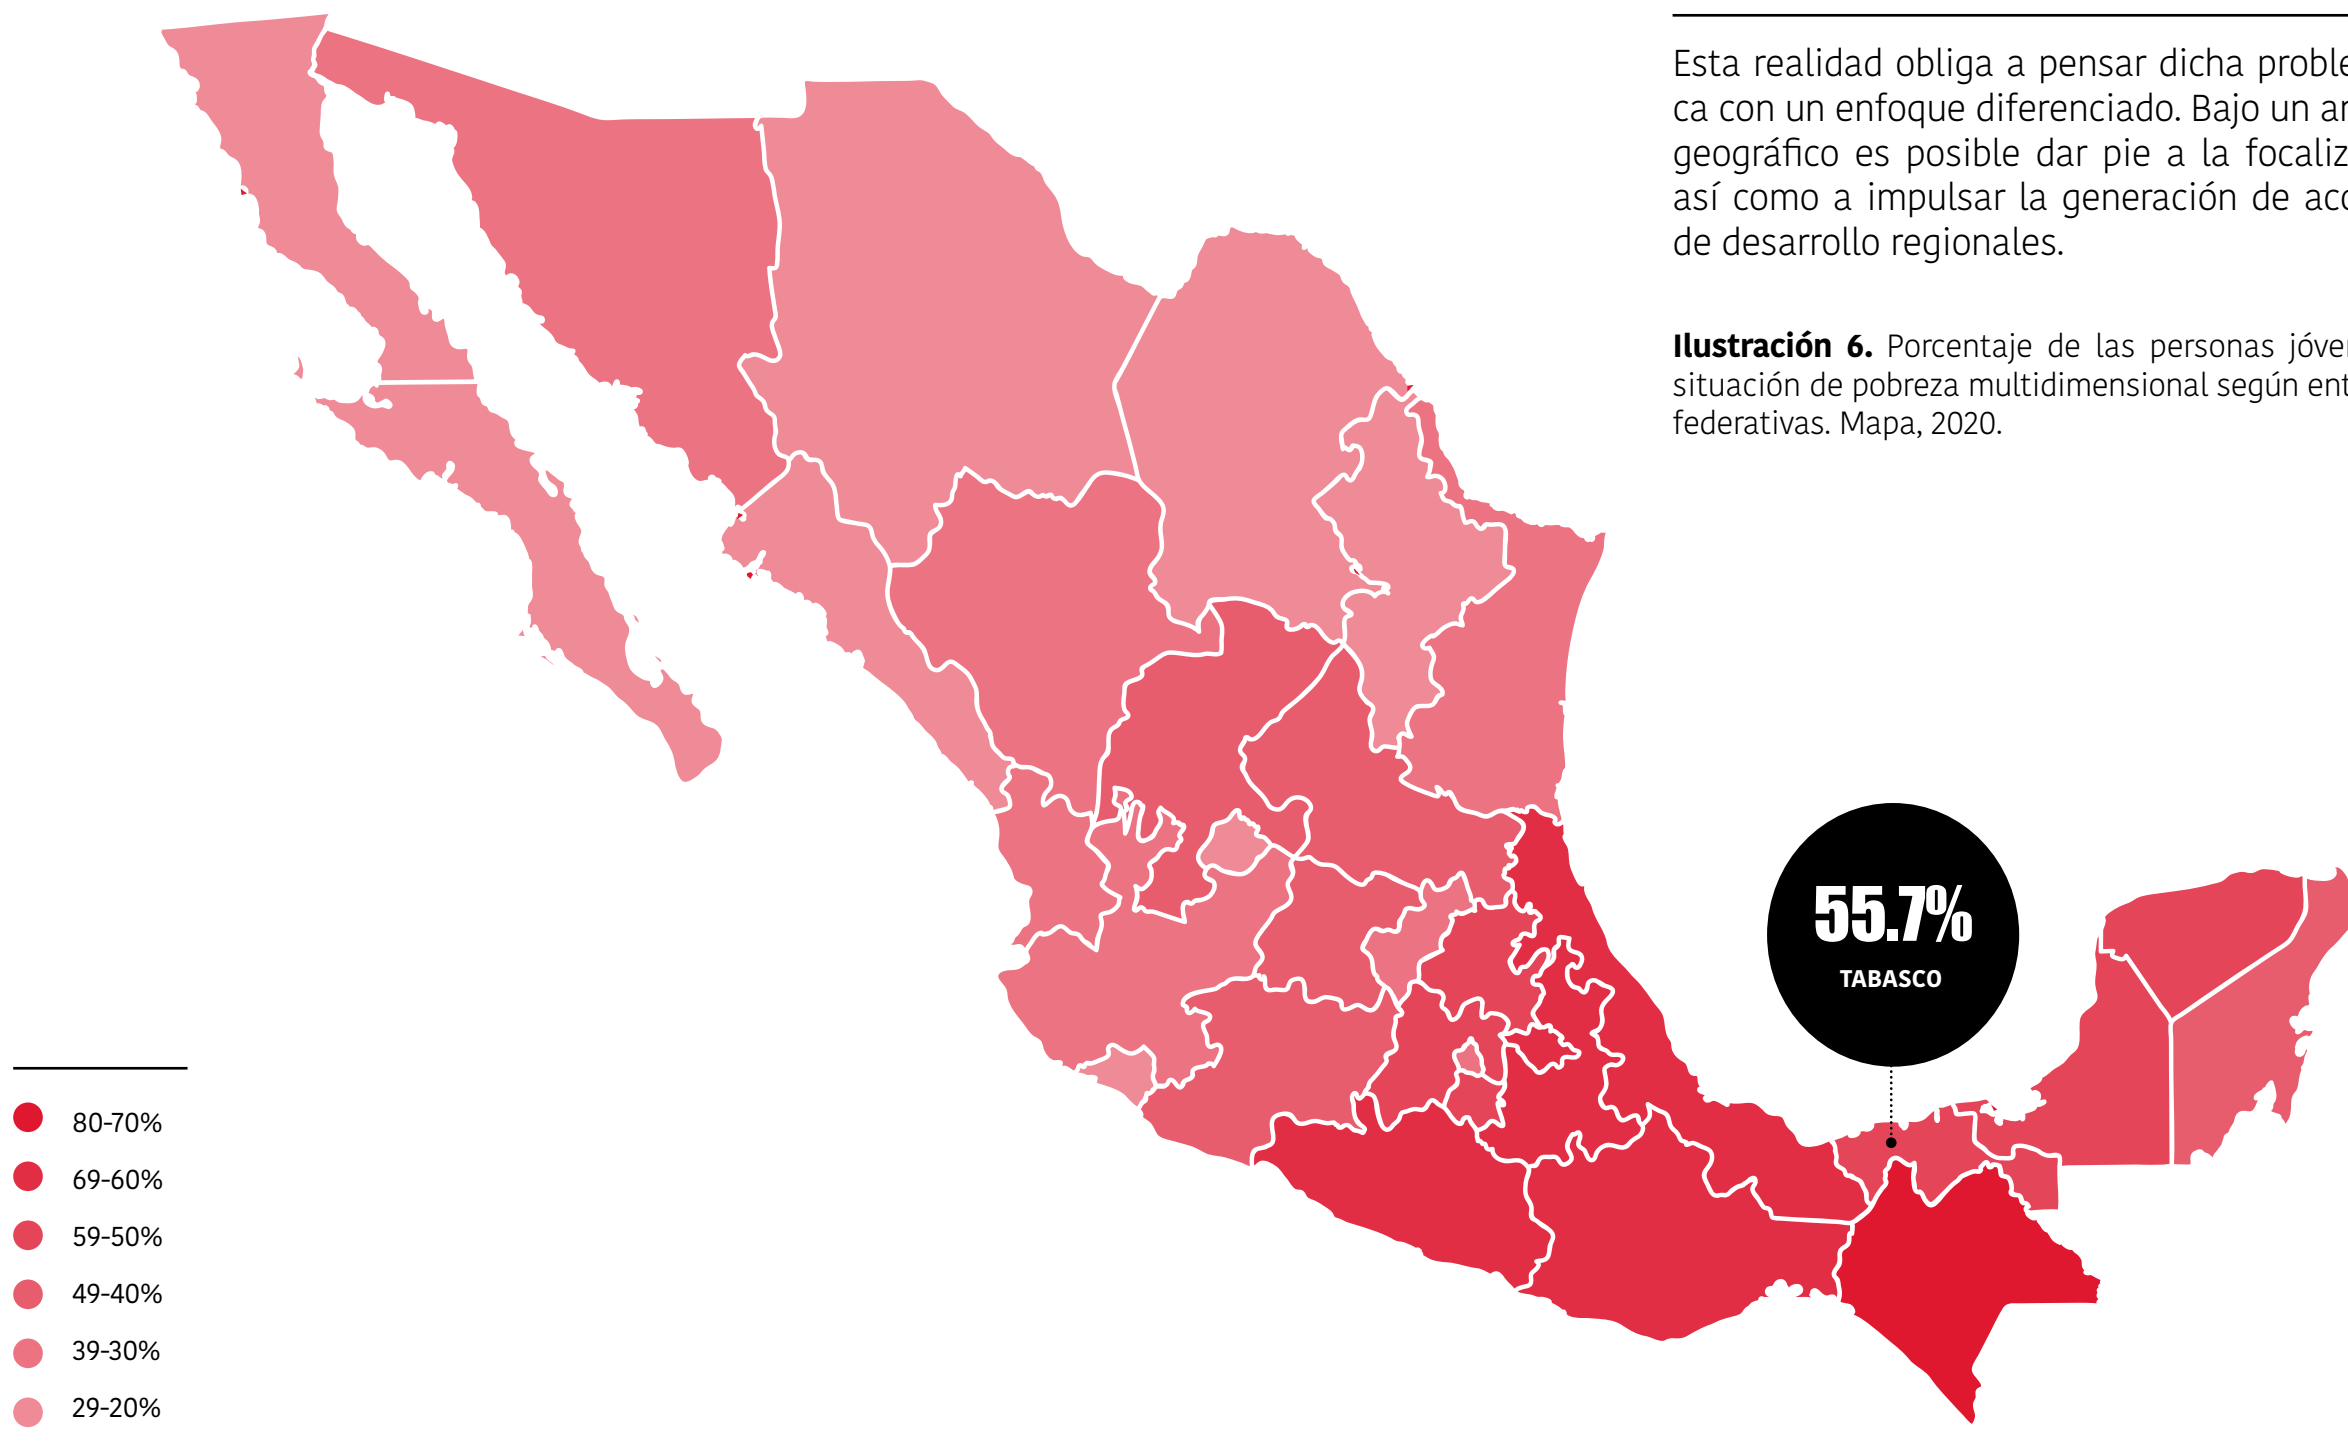 Esta realidad obliga a pensar dicha proble
ca con un enfoque diferenciado. Bajo un
geográfico es posible dar pie a la focaliz
así como a impulsar la generación de acc
de desarrollo regionales.
Ilustración 6. Porcentaje de las personas jóve
situación de pobreza multidimensional según ent
federativas. Mapa, 2020.
55.7%
TABASCO
80-70%
69-60%
59-50%
49-40%
39-30%
29-20%